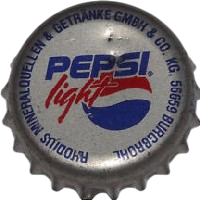 RHODIUS MINERALQUELLEN & GETRÄNKE GMBH & CO. KG. 56659 BURGBROHL
PEPSI
light